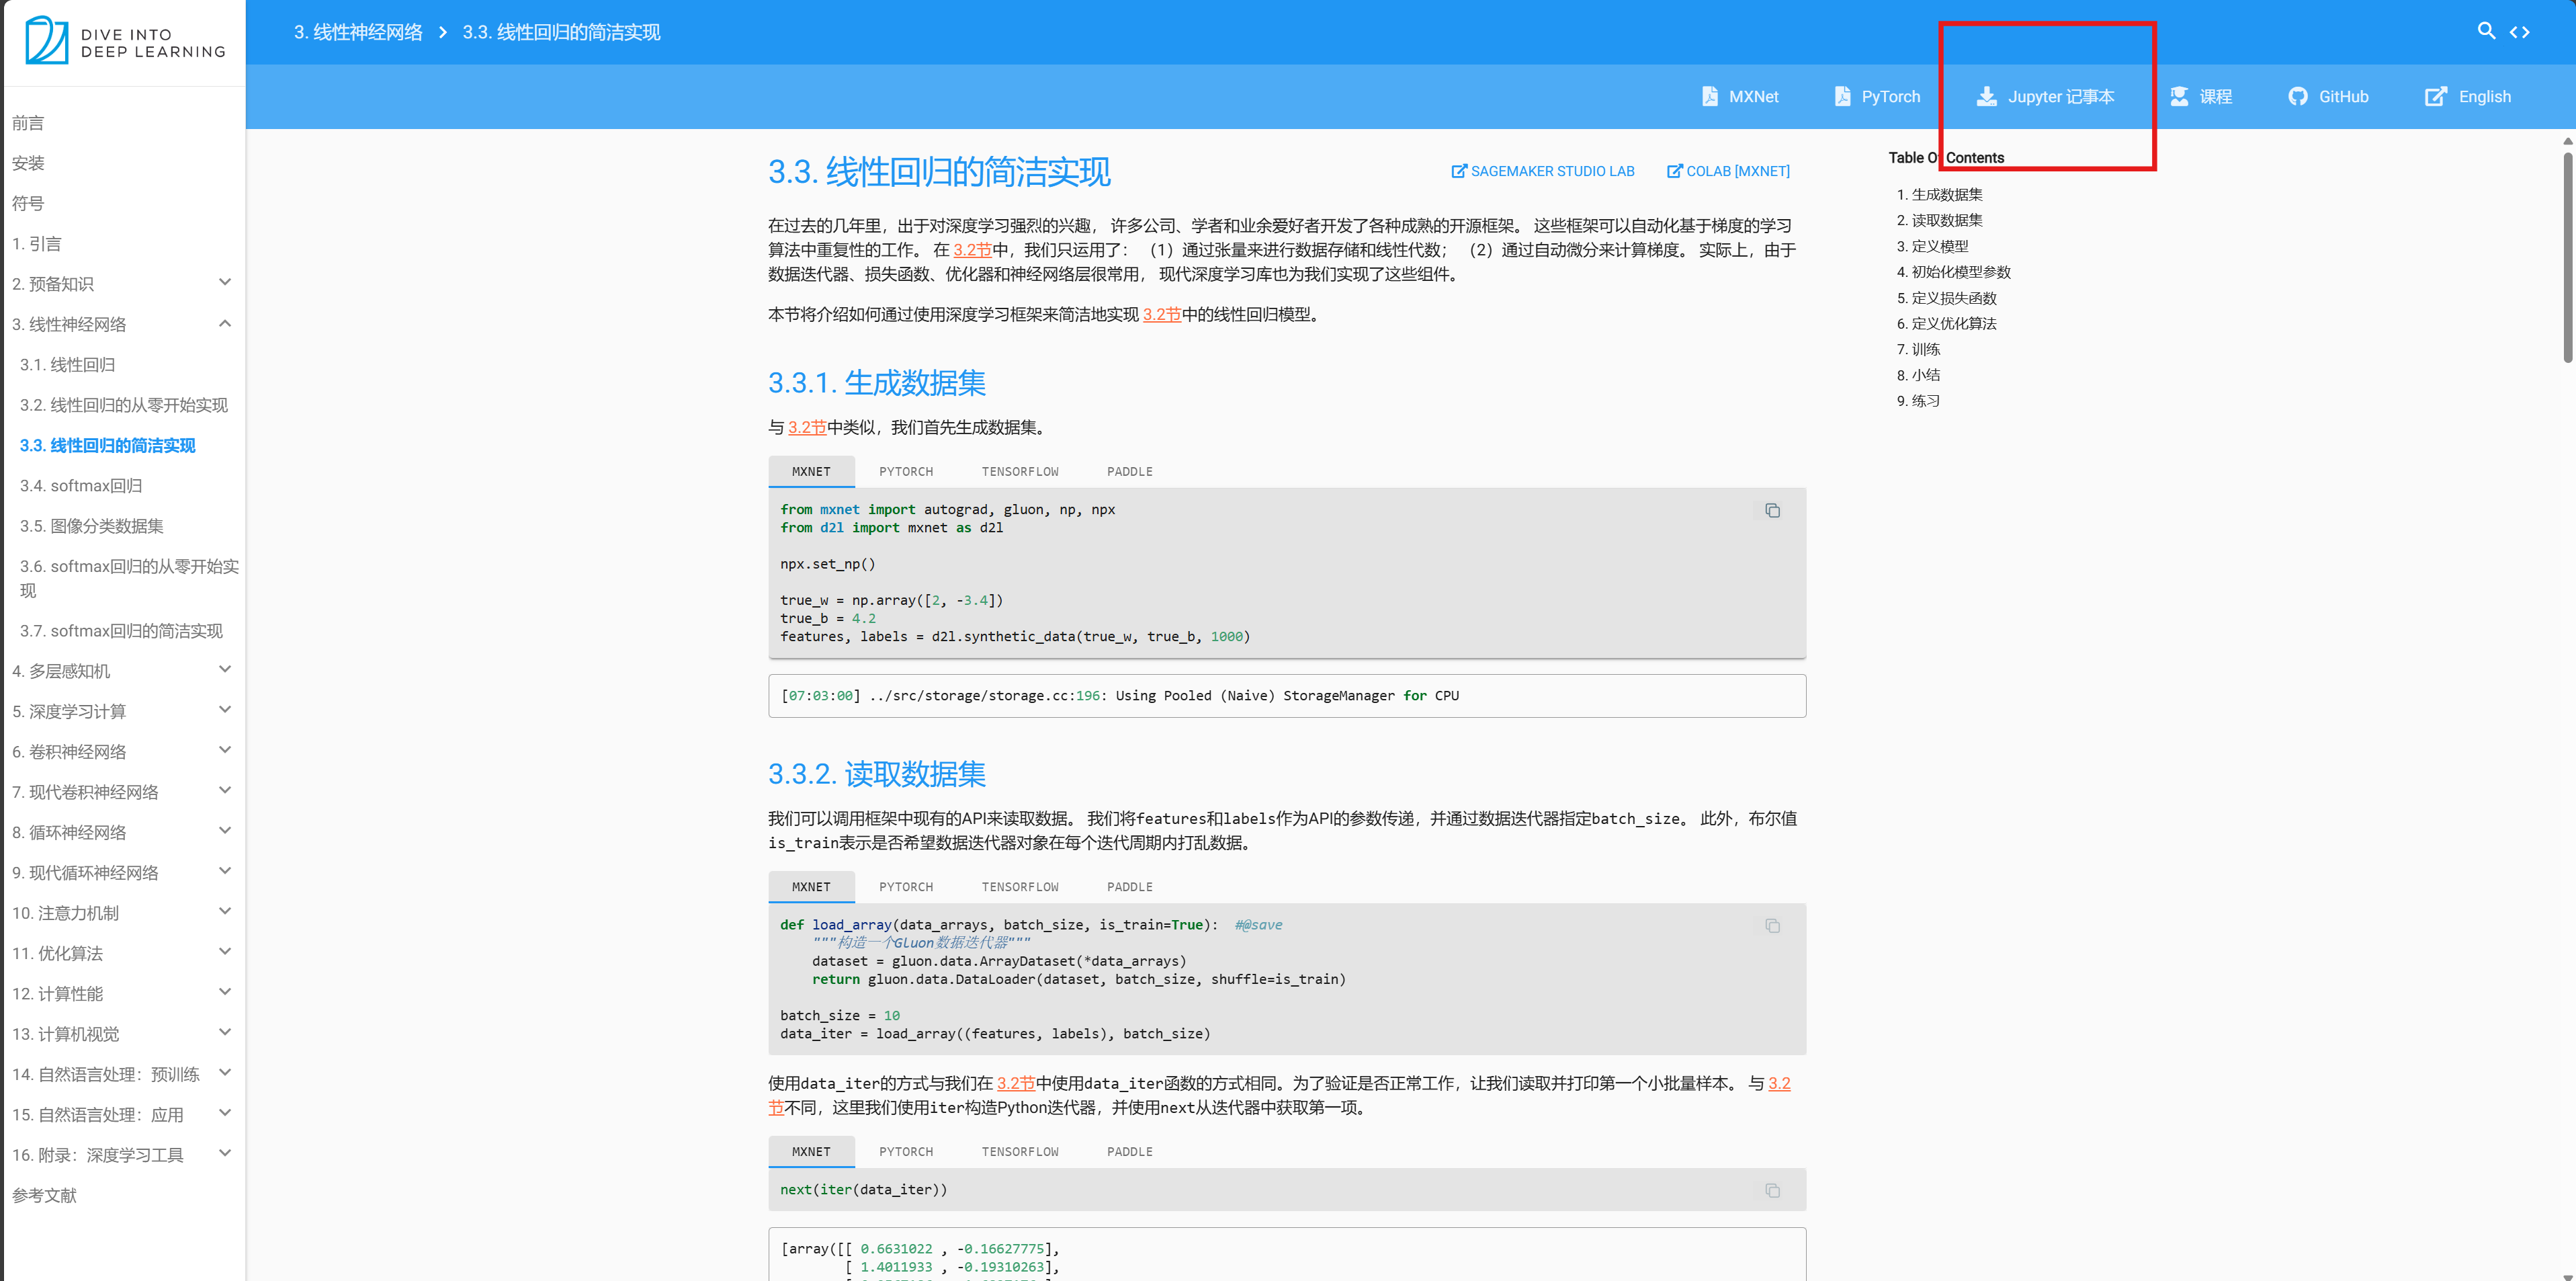 DIVE INTO
DEEP LEARNING
3. 线性神经网络
3.3. 线性回归的简洁实现
MXNet
PyTorch
Jupyter 记事本
课程
GitHub
English
前言
安装
符号
1. 引言
2. 预备知识
3. 线性神经网络
3.1. 线性回归
3.2. 线性回归的从零开始实现
3.3. 线性回归的简洁实现
3.4. softmax回归
3.5. 图像分类数据集
3.6. softmax回归的从零开始实
现
3.7. softmax回归的简洁实现
4. 多层感知机
5. 深度学习计算
6. 卷积神经网络
7. 现代卷积神经网络
8. 循环神经网络
9. 现代循环神经网络
10. 注意力机制
11. 优化算法
12. 计算性能
13. 计算机视觉
14. 自然语言处理：预训练
15. 自然语言处理：应用
16. 附录：深度学习工具
参考文献
3.3. 线性回归的简洁实现
SAGEMAKER STUDIO LAB
COLAB [MXNET]
在过去的几年里，出于对深度学习强烈的兴趣， 许多公司、学者和业余爱好者开发了各种成熟的开源框架。 这些框架可以自动化基于梯度的学习
算法中重复性的工作。 在 3.2节中，我们只运用了： （1）通过张量来进行数据存储和线性代数； （2）通过自动微分来计算梯度。 实际上，由于
数据迭代器、损失函数、优化器和神经网络层很常用， 现代深度学习库也为我们实现了这些组件。
本节将介绍如何通过使用深度学习框架来简洁地实现 3.2节中的线性回归模型。
3.3.1. 生成数据集
与 3.2节中类似，我们首先生成数据集。
MXNET PYTORCH TENSORFLOW PADDLE
from mxnet import autograd, gluon, np, npx
from d2l import mxnet as d2l
npx.set_np()
true_w = np.array([2, -3.4])
true_b = 4.2
features, labels = d2l.synthetic_data(true_w, true_b, 1000)
[07:03:00] ../src/storage/storage.cc:196: Using Pooled (Naive) StorageManager for CPU
3.3.2. 读取数据集
我们可以调用框架中现有的API来读取数据。 我们将features和labels作为API的参数传递，并通过数据迭代器指定batch_size。 此外，布尔值
is_train表示是否希望数据迭代器对象在每个迭代周期内打乱数据。
MXNET PYTORCH TENSORFLOW PADDLE
def load_array(data_arrays, batch_size, is_train=True):  #@save
    """构造一个Gluon数据迭代器"""
    dataset = gluon.data.ArrayDataset(*data_arrays)
    return gluon.data.DataLoader(dataset, batch_size, shuffle=is_train)
batch_size = 10
data_iter = load_array((features, labels), batch_size)
使用data_iter的方式与我们在 3.2节中使用data_iter函数的方式相同。为了验证是否正常工作，让我们读取并打印第一个小批量样本。 与 3.2
节不同，这里我们使用iter构造Python迭代器，并使用next从迭代器中获取第一项。
MXNET PYTORCH TENSORFLOW PADDLE
next(iter(data_iter))
[array([[ 0.6631022 , -0.16627775],
        [ 1.4011933 , -0.19310263],
Table Of Contents
1. 生成数据集
2. 读取数据集
3. 定义模型
4. 初始化模型参数
5. 定义损失函数
6. 定义优化算法
7. 训练
8. 小结
9. 练习